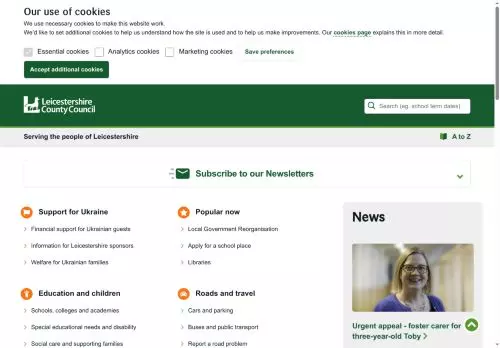 Our use of cookies
We use necessary cookies to make this website work.
We'd like to set additional cookies to help us understand how the site is used and to help us make improvements. Our cookies page explains this in more detail.
Essential cookies Analytics cookies Marketing cookies Save preferences
Accept additional cookies
Leicestershire
County Council
Search (eg. school term dates)
Serving the people of Leicestershire
A to Z
Subscribe to our Newsletters
Support for Ukraine
Financial support for Ukrainian guests
Information for Leicestershire sponsors
Welfare for Ukrainian families
Popular now
Local Government Reorganisation
Apply for a school place
Libraries
News
Urgent appeal - foster carer for
three-year-old Toby
Education and children
Schools, colleges and academies
Special educational needs and disability
Social care and supporting families
Roads and travel
Cars and parking
Buses and public transport
Report a road problem